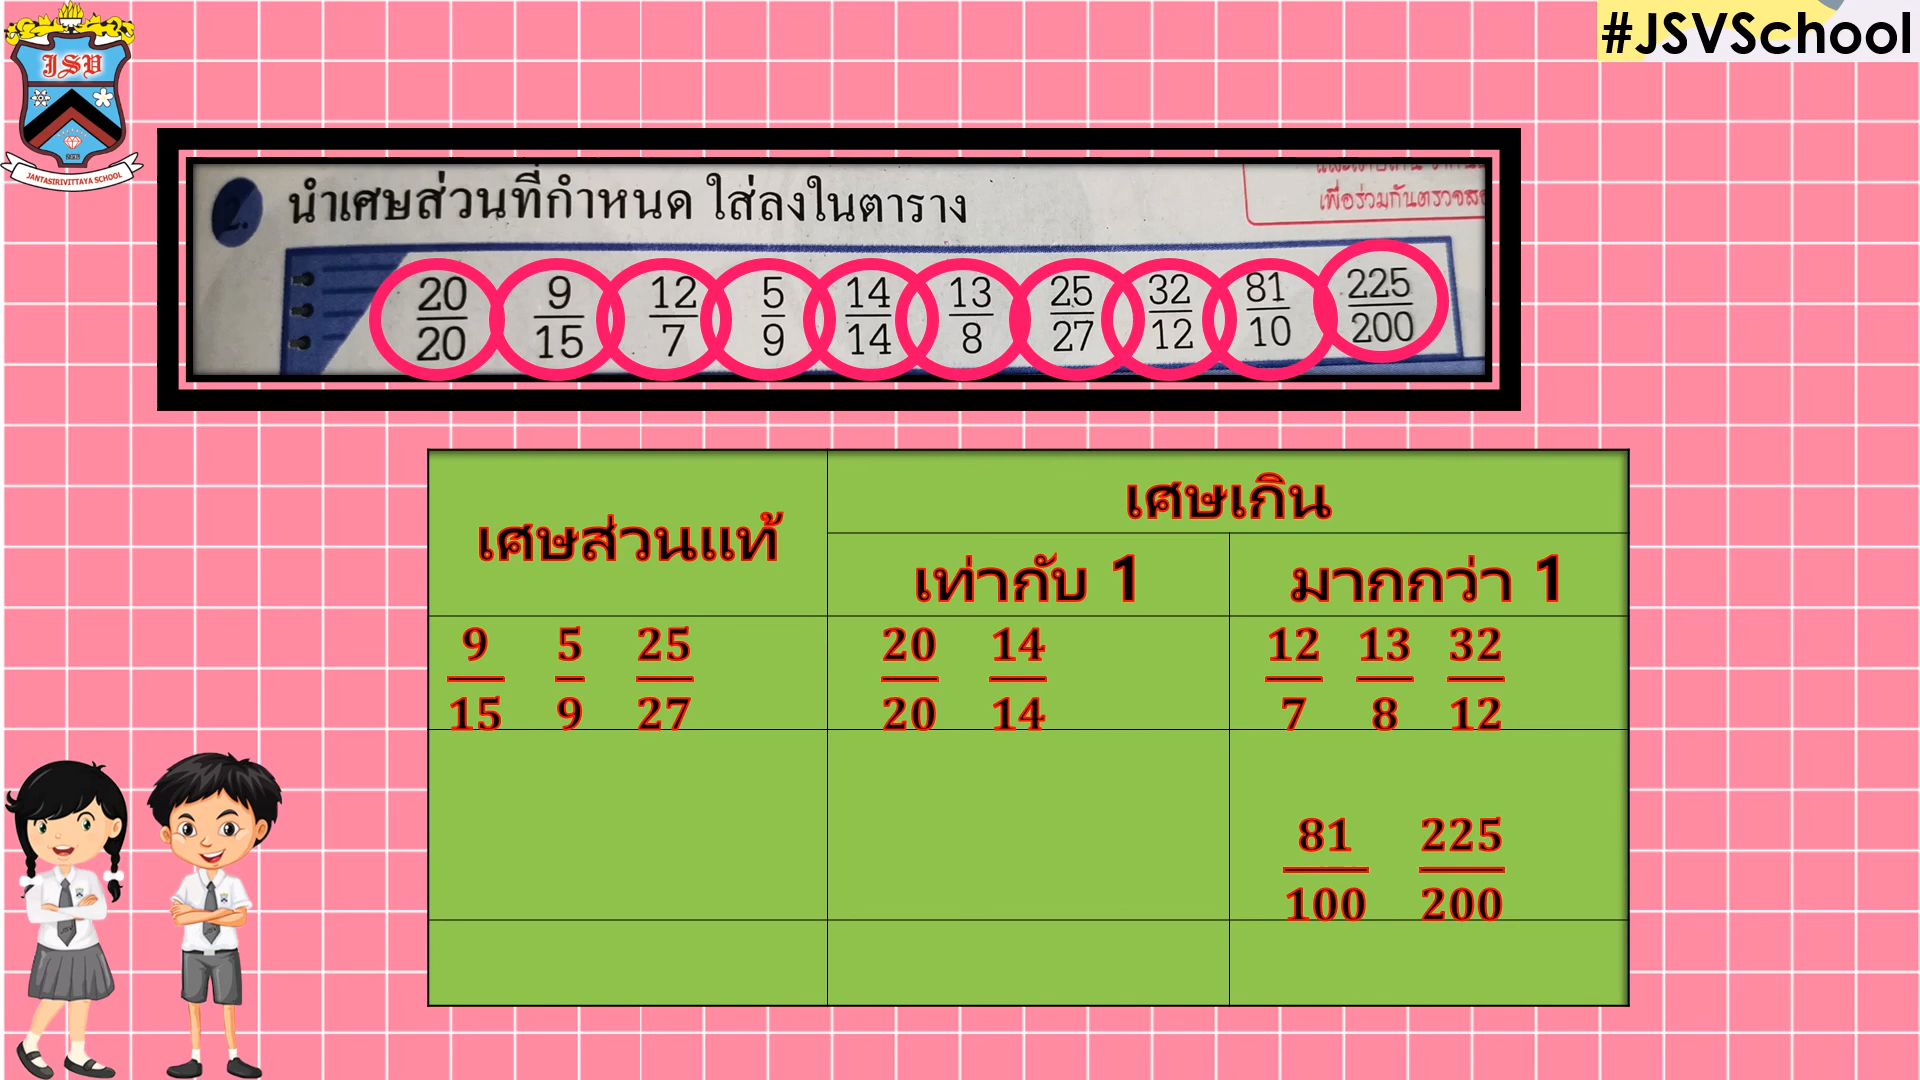 #JSVSchool
JSV
JANTASIRIVITTAYA SCHOOL
2. นำเศษส่วนที่กำหนด ใส่ลงในตาราง
เพื่อร่วมกันตรวจส
20/20 9/15 12/7 5/9 14/14 13/8 25/27 32/12 81/10 225/200
เศษส่วนแท้
เศษเกิน
เท่ากับ 1
มากกว่า 1
9/15 5/9 25/27
20/20 14/14
12/7 13/8 32/12
81/100 225/200